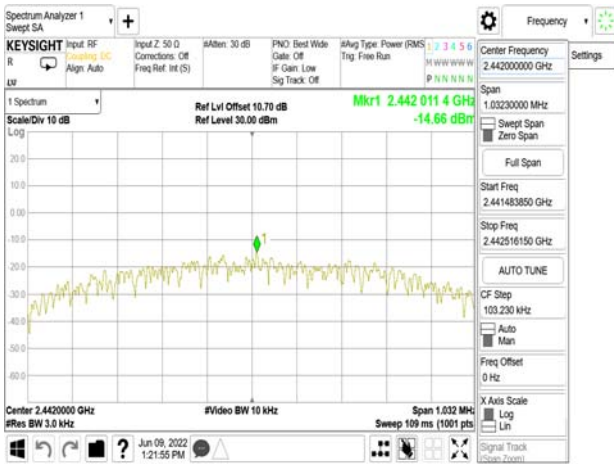 Spectrum Analyzer 1
Swept SA
Frequency
Settings
KEYSIGHT
R
Input: RF
Coupling: DC
Align: Auto
Input Z: 50 Ω
Corrections: Off
Freq Ref: Int (S)
#Atten: 30 dB
PNO: Best Wide
Gate: Off
IF Gain: Low
Sig Track: Off
#Avg Type: Power (RMS
Trig: Free Run
1 2 3 4 5 6
M W W W W W
P N N N N N
1 Spectrum
Scale/Div 10 dB
Ref Lvl Offset 10.70 dB
Ref Level 30.00 dBm
Mkr1 2.442 011 4 GHz
-14.66 dBm
Log
20.0
10.0
0.00
-10.0
-20.0
-30.0
-40.0
-50.0
-60.0
1
Center 2.4420000 GHz
#Res BW 3.0 kHz
#Video BW 10 kHz
Span 1.032 MHz
Sweep 109 ms (1001 pts
Jun 09, 2022
1:21:55 PM
Center Frequency
2.442000000 GHz
Span
1.03230000 MHz
Swept Span
Zero Span
Full Span
Start Freq
2.441483850 GHz
Stop Freq
2.442516150 GHz
AUTO TUNE
CF Step
103.230 kHz
Auto
Man
Freq Offset
0 Hz
X Axis Scale
Log
Lin
Signal Track
(Span Zoom)